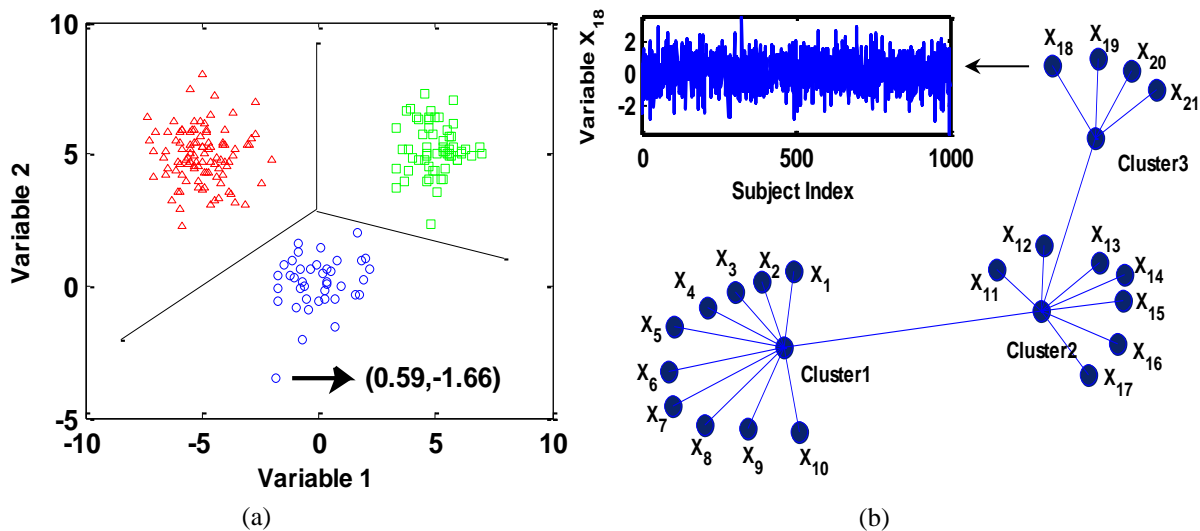 10
5
0
-5
-10
-5
0
5
10
Variable 2
Variable 1
(0.59,-1.66)
(a)
Variable X18
2
0
-2
0
500
1000
Subject Index
X18
X19
X20
X21
Cluster3
X12
X13
X14
X11
X15
Cluster2
X16
X17
X1
X2
X3
X4
X5
X6
X7
X8
X9
X10
Cluster1
(b)